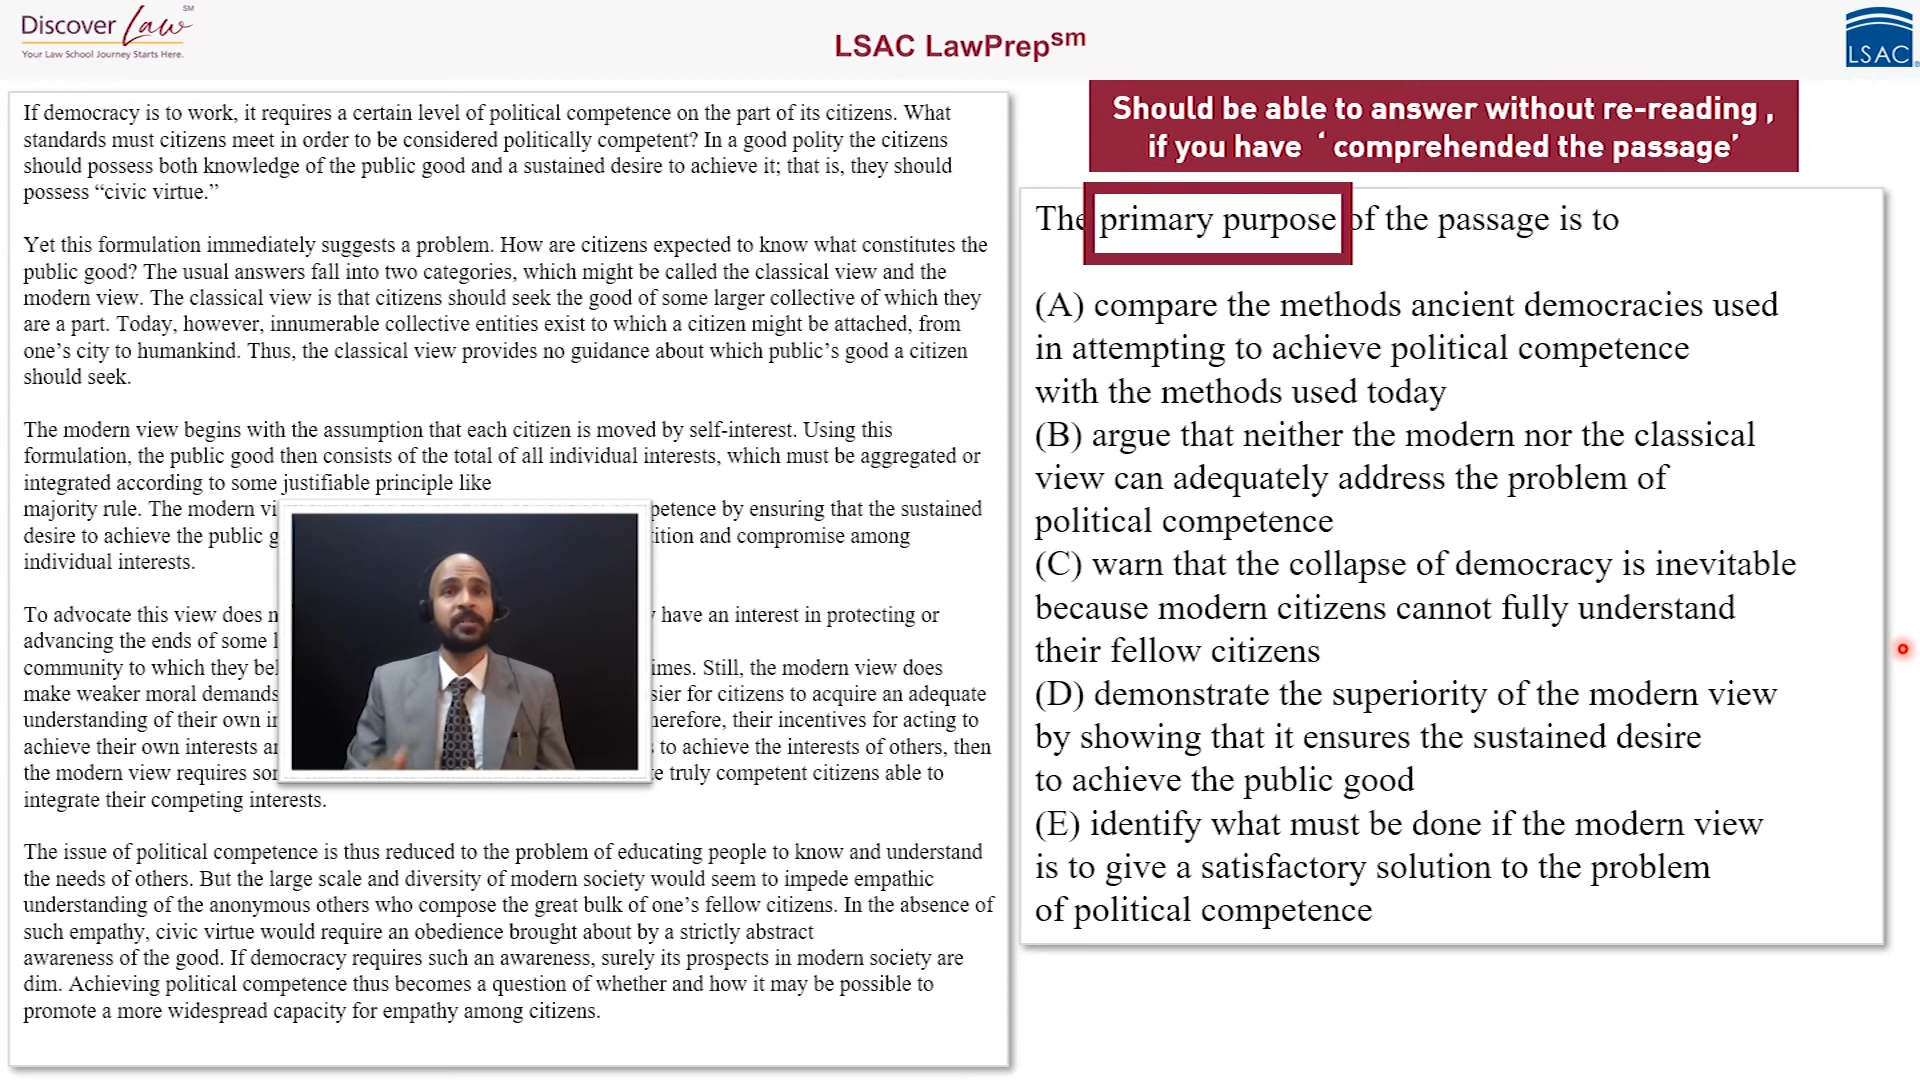 Discover Law SM
Your Law School Journey Starts Here.
LSAC LawPrep℠
LSAC
If democracy is to work, it requires a certain level of political competence on the part of its citizens. What
standards must citizens meet in order to be considered politically competent? In a good polity the citizens
should possess both knowledge of the public good and a sustained desire to achieve it; that is, they should
possess “civic virtue.”
Yet this formulation immediately suggests a problem. How are citizens expected to know what constitutes the
public good? The usual answers fall into two categories, which might be called the classical view and the
modern view. The classical view is that citizens should seek the good of some larger collective of which they
are a part. Today, however, innumerable collective entities exist to which a citizen might be attached, from
one’s city to humankind. Thus, the classical view provides no guidance about which public’s good a citizen
should seek.
The modern view begins with the assumption that each citizen is moved by self-interest. Using this
formulation, the public good then consists of the total of all individual interests, which must be aggregated or
integrated according to some justifiable principle like
majority rule. The modern by ensuring that the sustained
desire to achieve the public and compromise among
individual interests.
To advocate this view does have an interest in protecting or
advancing the ends of some
community to which they Still, the modern view does
make weaker moral demands for citizens to acquire an adequate
understanding of their own their incentives for acting to
achieve their own interests to achieve the interests of others, then
the modern view requires truly competent citizens able to
integrate their competing interests.
The issue of political competence is thus reduced to the problem of educating people to know and understand
the needs of others. But the large scale and diversity of modern society would seem to impede empathic
understanding of the anonymous others who compose the great bulk of one’s fellow citizens. In the absence of
such empathy, civic virtue would require an obedience brought about by a strictly abstract
awareness of the good. If democracy requires such an awareness, surely its prospects in modern society are
dim. Achieving political competence thus becomes a question of whether and how it may be possible to
promote a more widespread capacity for empathy among citizens.
Should be able to answer without re-reading ,
if you have ‘ comprehended the passage’
The primary purpose of the passage is to
(A) compare the methods ancient democracies used
in attempting to achieve political competence
with the methods used today
(B) argue that neither the modern nor the classical
view can adequately address the problem of
political competence
(C) warn that the collapse of democracy is inevitable
because modern citizens cannot fully understand
their fellow citizens
(D) demonstrate the superiority of the modern view
by showing that it ensures the sustained desire
to achieve the public good
(E) identify what must be done if the modern view
is to give a satisfactory solution to the problem
of political competence